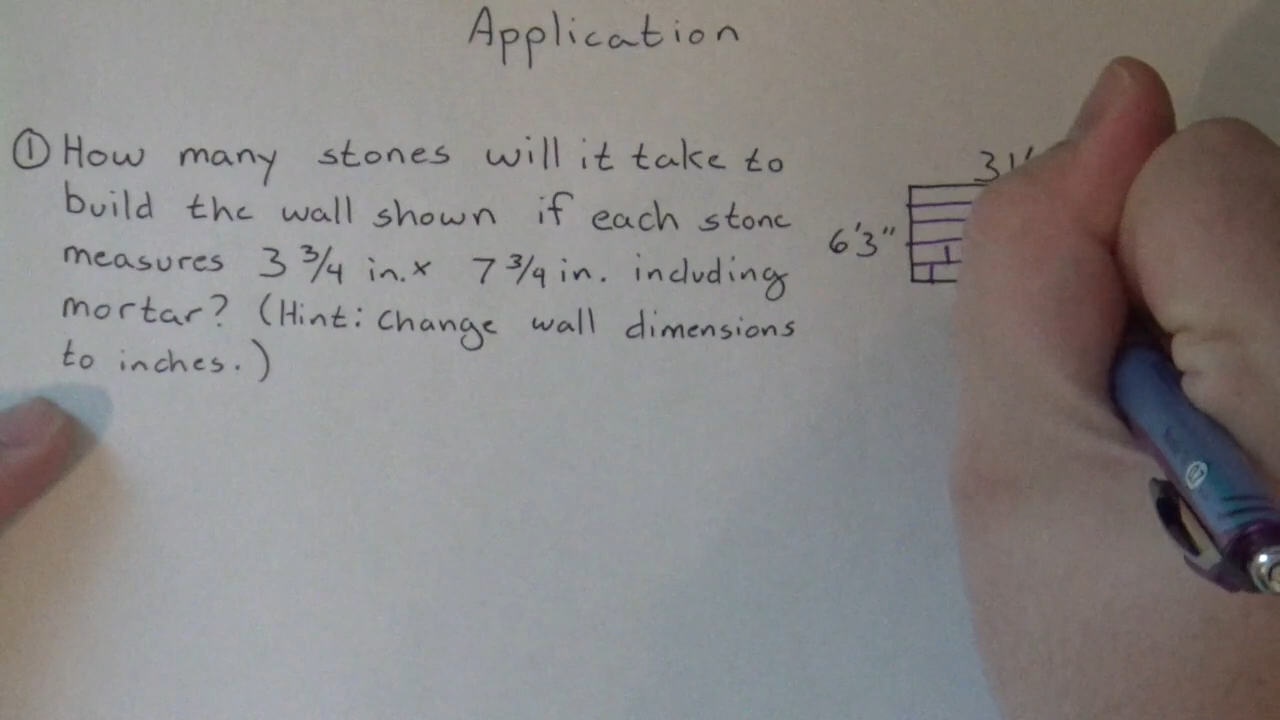 Application
① How many stones will it take to
build the wall shown if each stone
measures 3 3/4 in. x 7 3/4 in. including
mortar? (Hint: Change wall dimensions
to inches.)
31'
6'3"